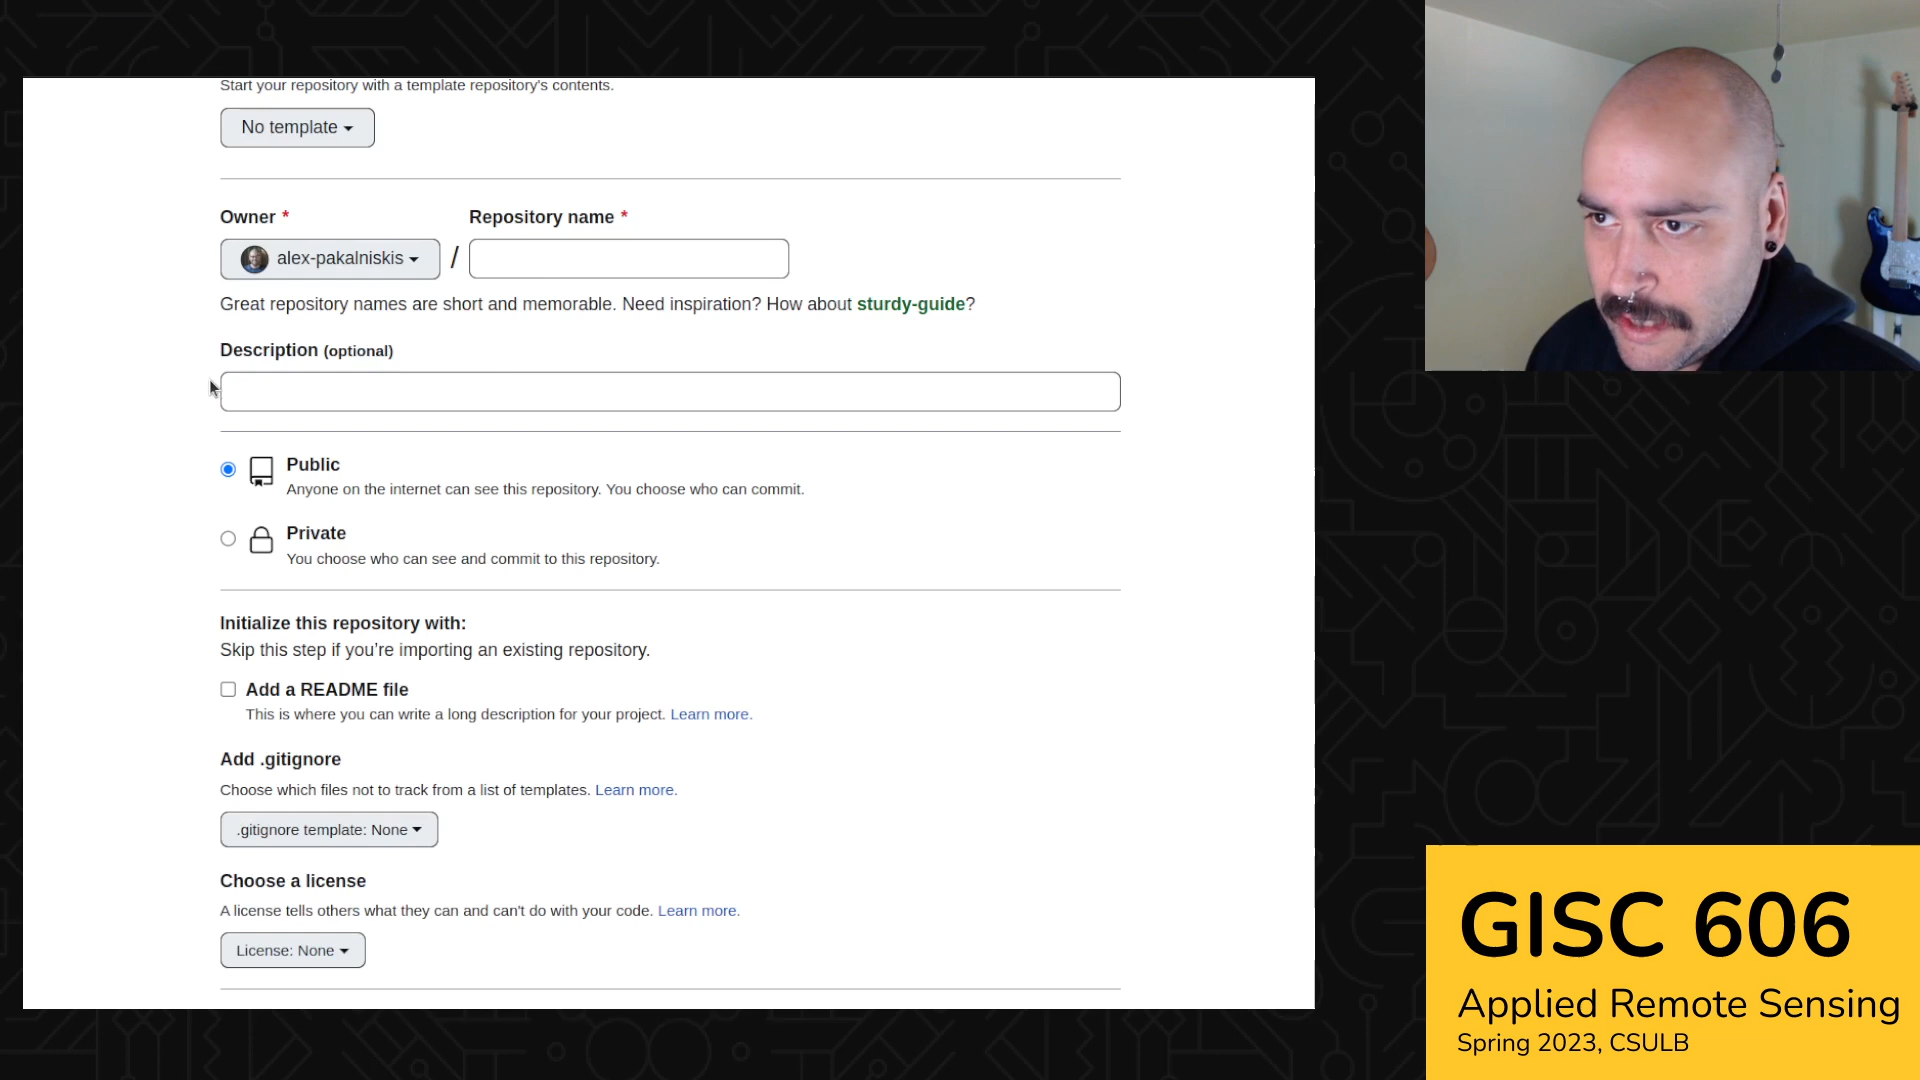 Start your repository with a template repository's contents.
No template
Owner * Repository name *
alex-pakalniskis /
Great repository names are short and memorable. Need inspiration? How about sturdy-guide?
Description (optional)
Public
Anyone on the internet can see this repository. You choose who can commit.
Private
You choose who can see and commit to this repository.
Initialize this repository with:
Skip this step if you’re importing an existing repository.
Add a README file
This is where you can write a long description for your project. Learn more.
Add .gitignore
Choose which files not to track from a list of templates. Learn more.
.gitignore template: None
Choose a license
A license tells others what they can and can't do with your code. Learn more.
License: None
GISC 606
Applied Remote Sensing
Spring 2023, CSULB